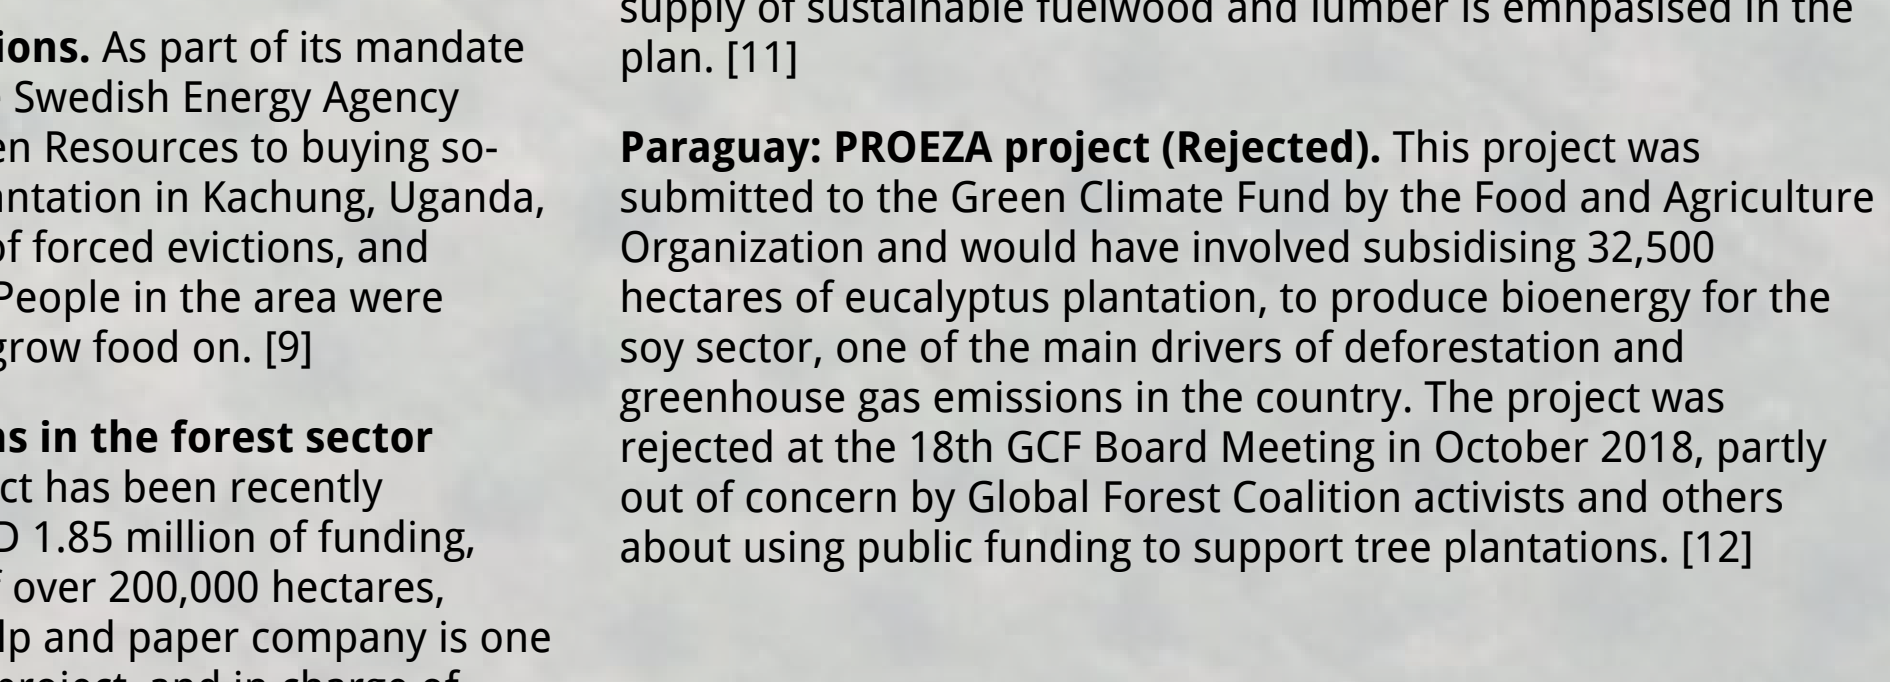 ions. As part of its mandate
Swedish Energy Agency
en Resources to buying so-
antation in Kachung, Uganda,
of forced evictions, and
People in the area were
grow food on. [9]
ns in the forest sector
ct has been recently
D 1.85 million of funding,
over 200,000 hectares,
lp and paper company is one
project, and in charge of
supply of sustainable fuelwood and lumber is emhpasised in the
plan. [11]
Paraguay: PROEZA project (Rejected). This project was
submitted to the Green Climate Fund by the Food and Agriculture
Organization and would have involved subsidising 32,500
hectares of eucalyptus plantation, to produce bioenergy for the
soy sector, one of the main drivers of deforestation and
greenhouse gas emissions in the country. The project was
rejected at the 18th GCF Board Meeting in October 2018, partly
out of concern by Global Forest Coalition activists and others
about using public funding to support tree plantations. [12]